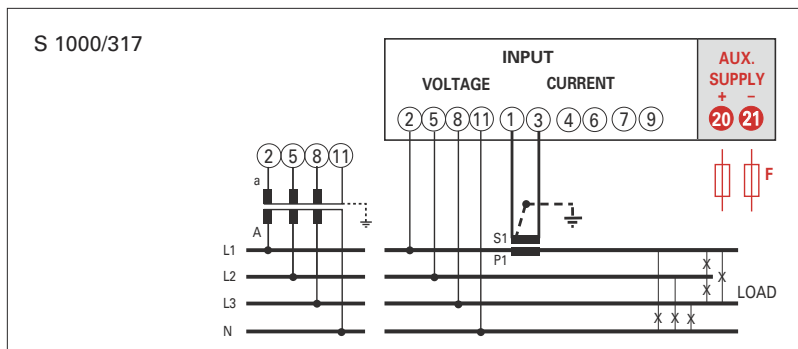 S 1000/317
INPUT
AUX.
SUPPLY
VOLTAGE CURRENT
+ −
2 5 8 11 1 3 4 6 7 9 20 21
2 5 8 11
a
F
A
S1
P1
L1
L2
L3
N
X X
X
X X X
LOAD